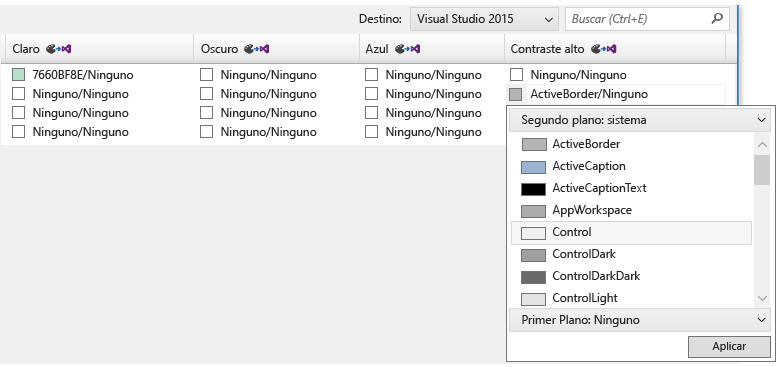 Destino: Visual Studio 2015 Buscar (Ctrl+E)
Claro Oscuro Azul Contraste alto
7660BF8E/Ninguno Ninguno/Ninguno Ninguno/Ninguno Ninguno/Ninguno
Ninguno/Ninguno Ninguno/Ninguno Ninguno/Ninguno ActiveBorder/Ninguno
Ninguno/Ninguno Ninguno/Ninguno Ninguno/Ninguno
Ninguno/Ninguno Ninguno/Ninguno Ninguno/Ninguno
Segundo plano: sistema
ActiveBorder
ActiveCaption
ActiveCaptionText
AppWorkspace
Control
ControlDark
ControlDarkDark
ControlLight
Primer Plano: Ninguno
Aplicar